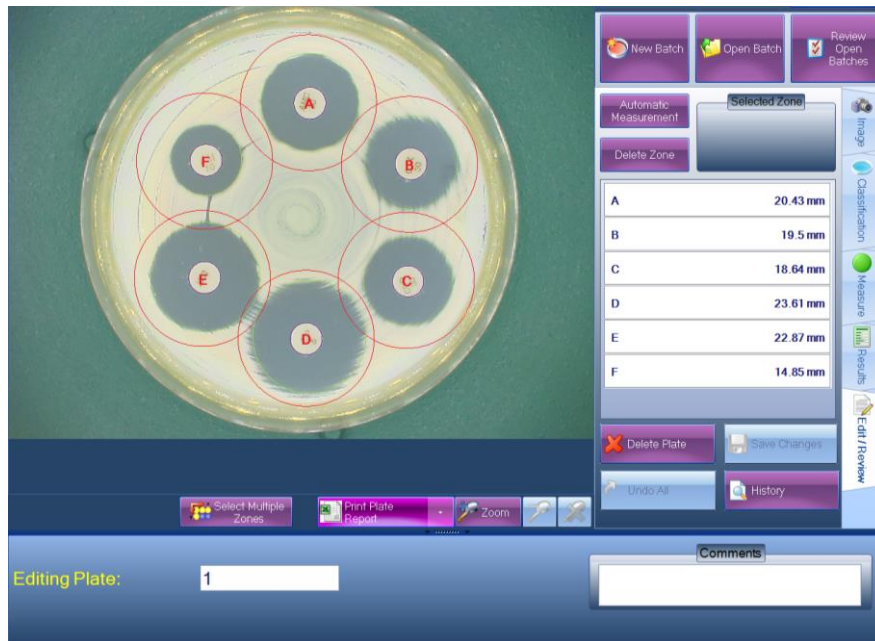 New Batch
Open Batch
Review
Open
Batches
Automatic
Measurement
Selected Zone
Delete Zone
A 20.43 mm
B 19.5 mm
C 18.64 mm
D 23.61 mm
E 22.87 mm
F 14.85 mm
Delete Plate
Save Changes
Undo All
History
Image
Classification
Measure
Results
Edit / Review
A
B
C
D
E
F
Select Multiple
Zones
Print Plate
Report
Zoom
Editing Plate: 1
Comments